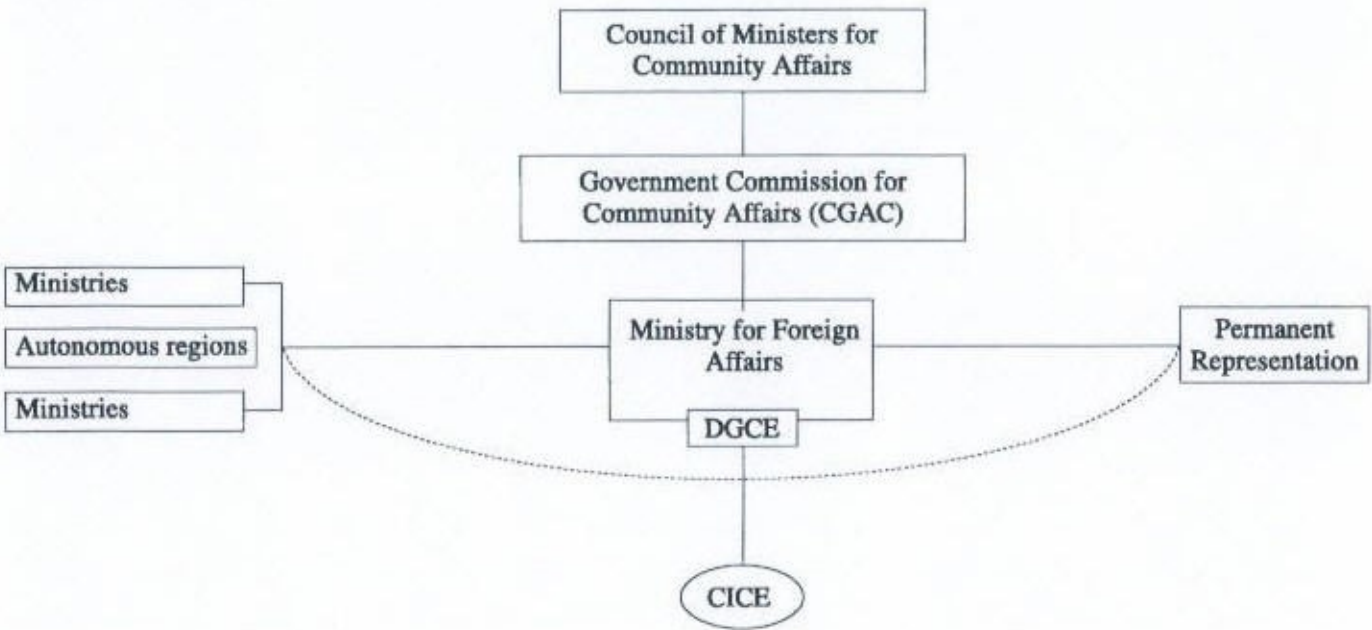 Council of Ministers for
Community Affairs
Government Commission for
Community Affairs (CGAC)
Ministries
Autonomous regions
Ministries
Ministry for Foreign
Affairs
DGCE
Permanent
Representation
CICE